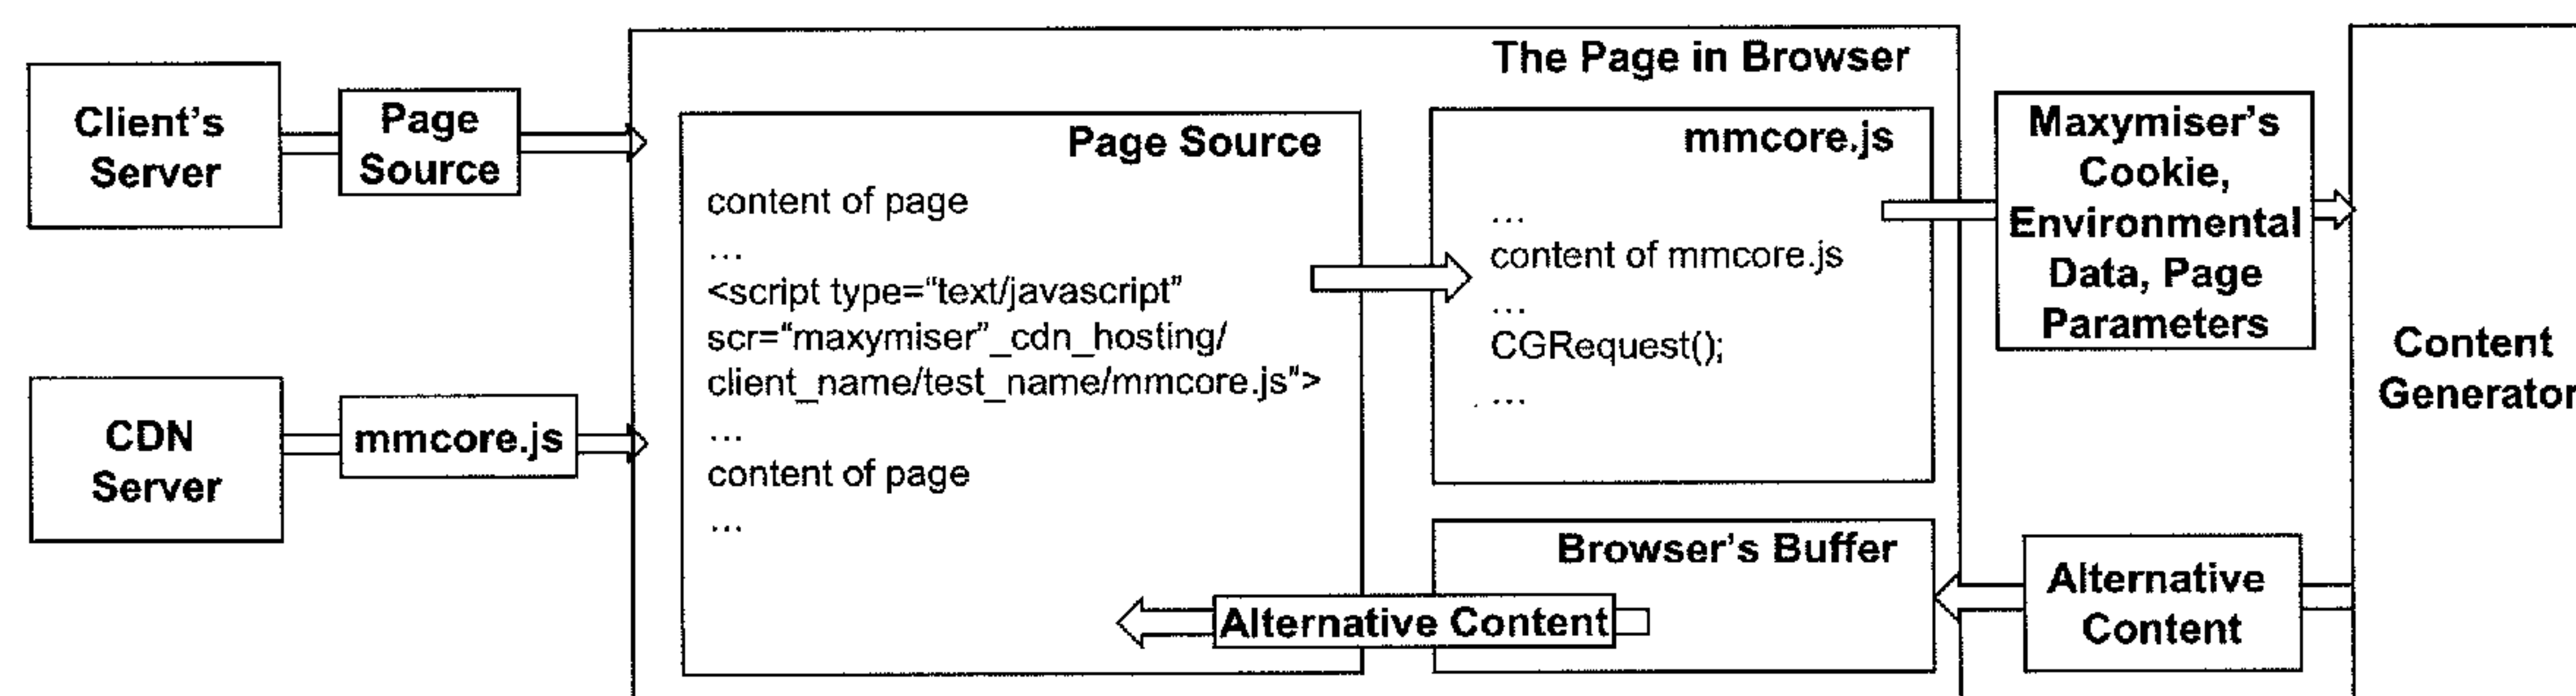 Client's
Server
Page
Source
CDN
Server
mmcore.js
The Page in Browser
Page Source
content of page
...
<script type="text/javascript"
scr="maxymiser"_cdn_hosting/
client_name/test_name/mmcore.js">
...
content of page
...
mmcore.js
...
content of mmcore.js
...
CGRequest();
...
Browser's Buffer
Alternative Content
Maxymiser's
Cookie,
Environmental
Data, Page
Parameters
Alternative
Content
Content
Generator